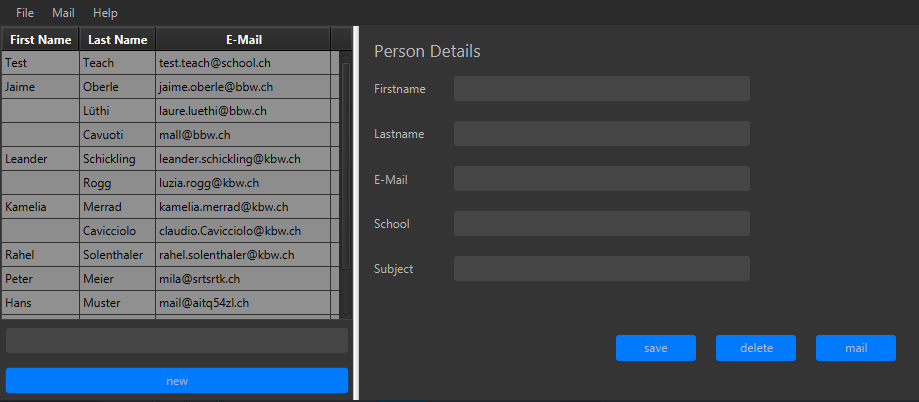 File Mail Help
First Name Last Name E-Mail
Test Teach test.teach@school.ch
Jaime Oberle jaime.oberle@bbw.ch
Lüthi laure.luethi@bbw.ch
Cavuoti mall@bbw.ch
Leander Schickling leander.schickling@kbw.ch
Rogg luzia.rogg@kbw.ch
Kamelia Merrad kamelia.merrad@kbw.ch
Cavicciolo claudio.Cavicciolo@kbw.ch
Rahel Solenthaler rahel.solenthaler@kbw.ch
Peter Meier mila@srtsrtk.ch
Hans Muster mail@aitq54zl.ch
new
Person Details
Firstname
Lastname
E-Mail
School
Subject
save delete mail